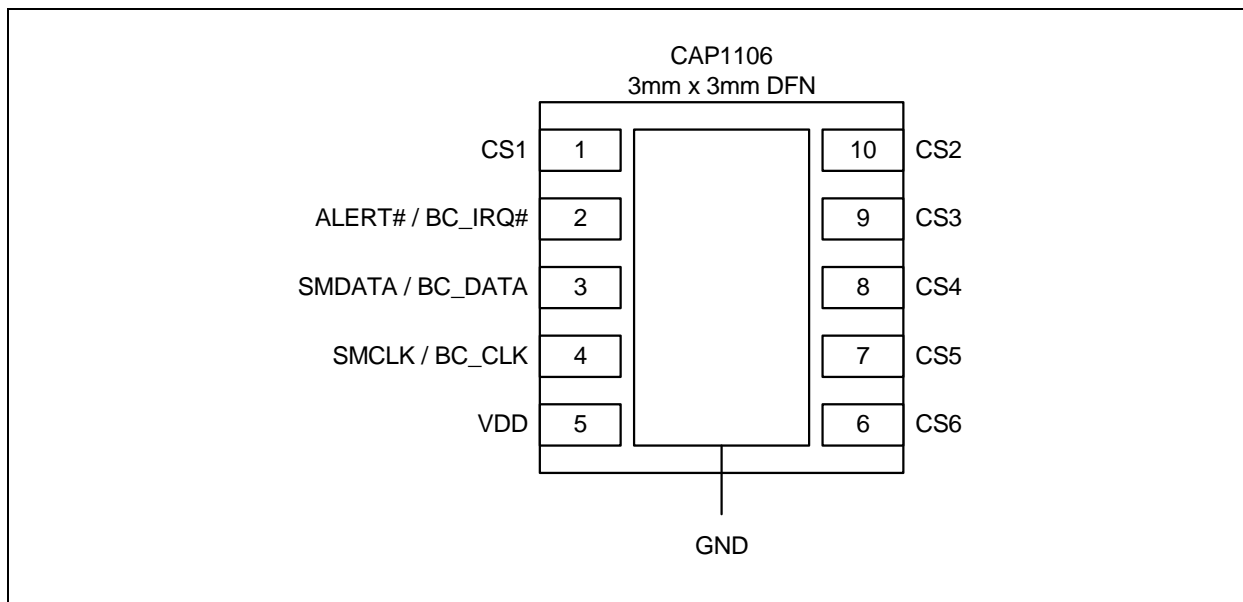 CAP1106
3mm x 3mm DFN
CS1 1 10 CS2
ALERT# / BC_IRQ# 2 9 CS3
SMDATA / BC_DATA 3 8 CS4
SMCLK / BC_CLK 4 7 CS5
VDD 5 6 CS6
GND